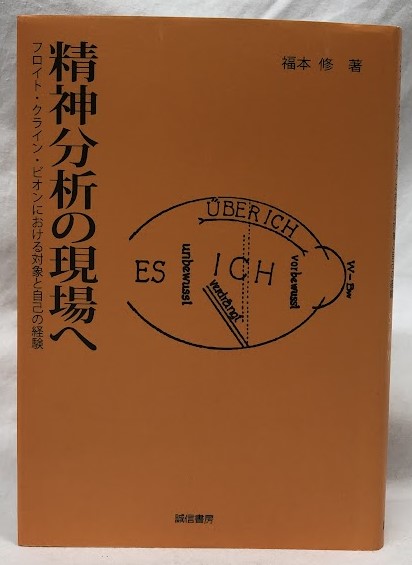 福本 修 著
精神分析の現場へ
フロイト・クライン・ビオンにおける対象と自己の経験
ÜBERICH
ES
ICH
unbewusst
vorbewusst
verdrängt
W-Bw
誠信書房